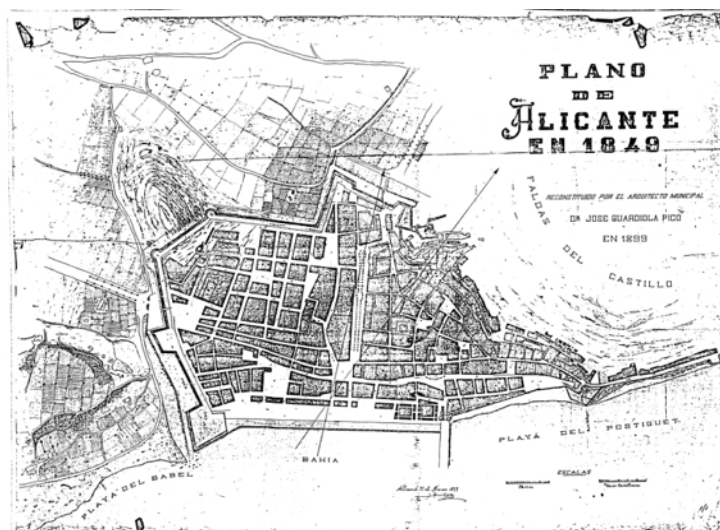 PLANO
DE
ALICANTE
EN 1849
RECONSTITUIDO POR EL ARQUITECTO MUNICIPAL
Dn JOSE GUARDIOLA PICÓ
EN 1899
FALDAS DEL CASTILLO
PLAYA DEL POSTIGUET
BAHIA
PLAYA DEL BABEL
ESCALAS